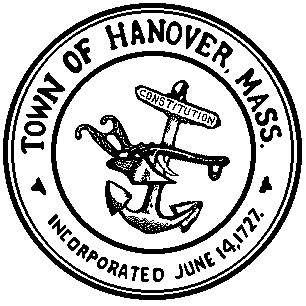 TOWN OF HANOVER, MASS.
CONSTITUTION
INCORPORATED JUNE 14, 1727.